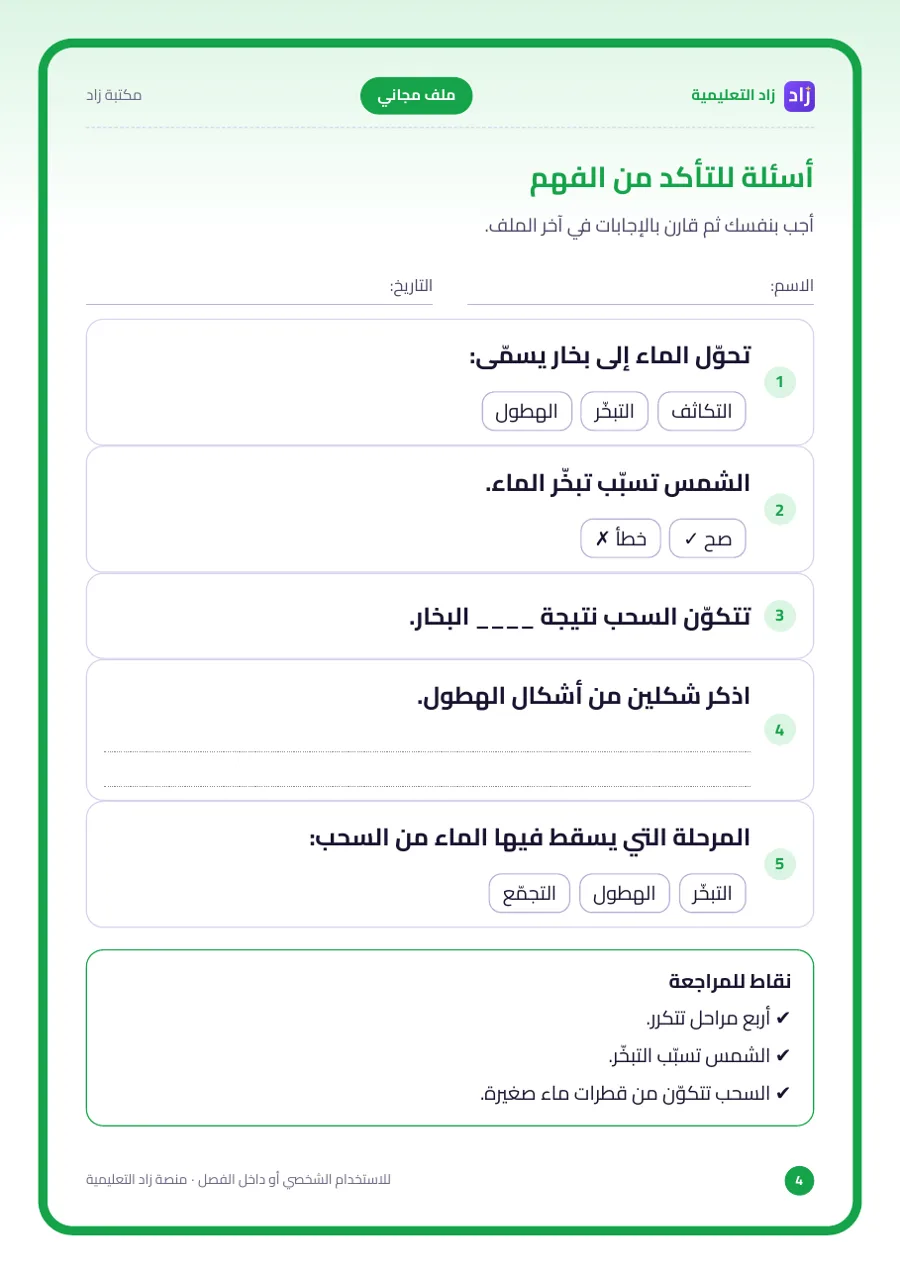 زاد زاد التعليمية
ملف مجاني
مكتبة زاد
أسئلة للتأكد من الفهم
أجب بنفسك ثم قارن بالإجابات في آخر الملف.
الاسم:
التاريخ:
1
تحوّل الماء إلى بخار يسمّى:
التكاثف
التبخّر
الهطول
2
الشمس تسبّب تبخّر الماء.
صح ✓
خطأ ✗
3
تتكوّن السحب نتيجة ____ البخار.
4
اذكر شكلين من أشكال الهطول.
5
المرحلة التي يسقط فيها الماء من السحب:
التبخّر
الهطول
التجمّع
نقاط للمراجعة
✔ أربع مراحل تتكرر.
✔ الشمس تسبّب التبخّر.
✔ السحب تتكوّن من قطرات ماء صغيرة.
4
للاستخدام الشخصي أو داخل الفصل · منصة زاد التعليمية